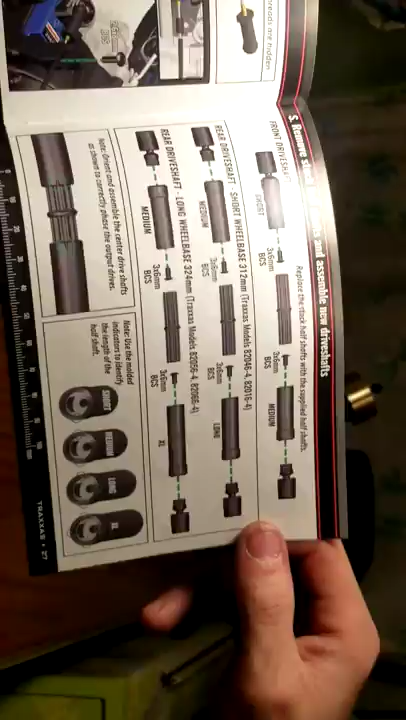 5. Remove stock and assemble new driveshafts
Replace the stock half shafts with the supplied half shafts.
FRONT DRIVESHAFT
SHORT
3x6mm
BCS
3x6mm
BCS
MEDIUM
REAR DRIVESHAFT - SHORT WHEELBASE 312mm (Traxxas Models 82046-4, 82016-4)
MEDIUM
3x6mm
BCS
3x6mm
BCS
LONG
REAR DRIVESHAFT - LONG WHEELBASE 324mm (Traxxas Models 82056-4, 82066-4)
MEDIUM
3x6mm
BCS
3x6mm
BCS
XL
Note: Orient and assemble the center drive shafts
as shown to correctly phase the output drives.
Note: Use the molded
indicators to identify
the length of the
half shaft.
SHORT
MEDIUM
LONG
XL
TRAXXAS • 27